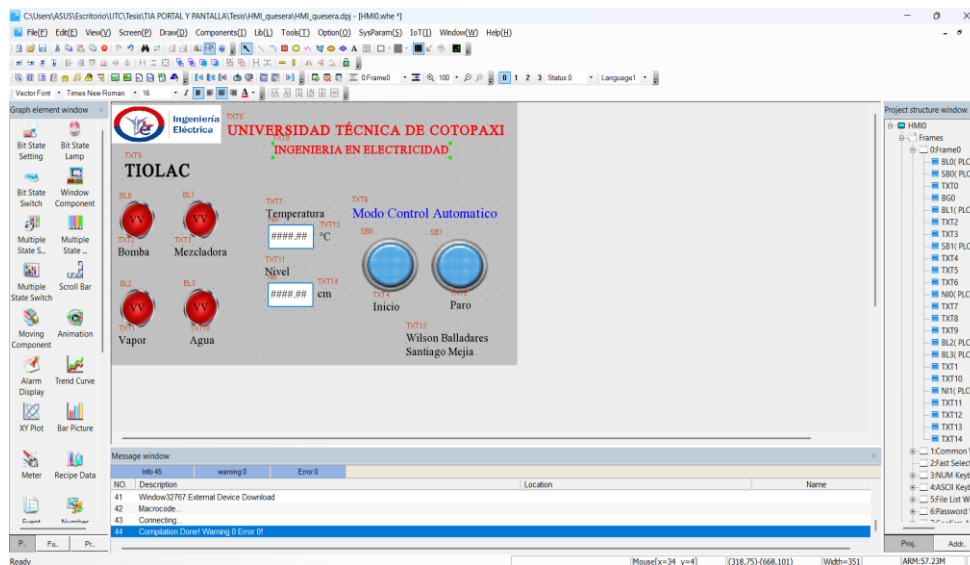 C:\Users\ASUS\Escritorio\UTC\Tesis\TIA PORTAL Y PANTALLA\Tesis\HMI_quesera\HMI_quesera.dpj - [HMI0.whe *]
File(F) Edit(E) View(V) Screen(P) Draw(D) Components(I) Lib(L) Tools(T) Option(O) SysParam(S) IoT(I) Window(W) Help(H)
0:Frame0 100 0 1 2 3 Status 0 Language1
Vector Font Times New Roman 16
Graph element window
Project structure window
Bit State Setting
Bit State Lamp
Bit State Switch
Window Component
Multiple State S...
Multiple State ...
Multiple State Switch
Scroll Bar
Moving Component
Animation
Alarm Display
Trend Curve
XY Plot
Bar Picture
Meter
Recipe Data
Event
Number
P.. Fu.. Pr..
Ingeniería
Eléctrica
TXT0
UNIVERSIDAD TÉCNICA DE COTOPAXI
INGENIERIA EN ELECTRICIDAD
TXT5
TIOLAC
BL0
BL1
VV
VV
TXT2
TXT3
Bomba
Mezcladora
TXT7
Temperatura
NI0
TXT13
####.##
°C
TXT6
Modo Control Automatico
SB0
SB1
TXT11
Nivel
TXT14
####.##
cm
TXT4
Inicio
Paro
BL2
BL3
VV
VV
TXT1
TXT10
Vapor
Agua
TXT12
Wilson Balladares
Santiago Mejia
HMI0
Frames
0:Frame0
BL0( PLC
SB0( PLC
TXT0
BG0
BL1( PLC
TXT2
TXT3
SB1( PLC
TXT4
TXT5
TXT6
NI0( PLC
TXT7
TXT8
TXT9
BL2( PLC
BL3( PLC
TXT1
TXT10
NI1( PLC
TXT11
TXT12
TXT13
TXT14
1:Common
2:Fast Select
3:NUM Keyb
4:ASCII Keyb
5:File List W
6:Password
Proj.. Addr..
Message window
Info 45 warning 0 Error 0
NO. Description Location Name
41 Window32767 External Device Download
42 Macrocode...
43 Connecting...
44 Compilation Done! Warning 0 Error 0!
Ready
Mouse[x=34 y=4] (318,75)-(668,101) Width=351 ARM:57.23M